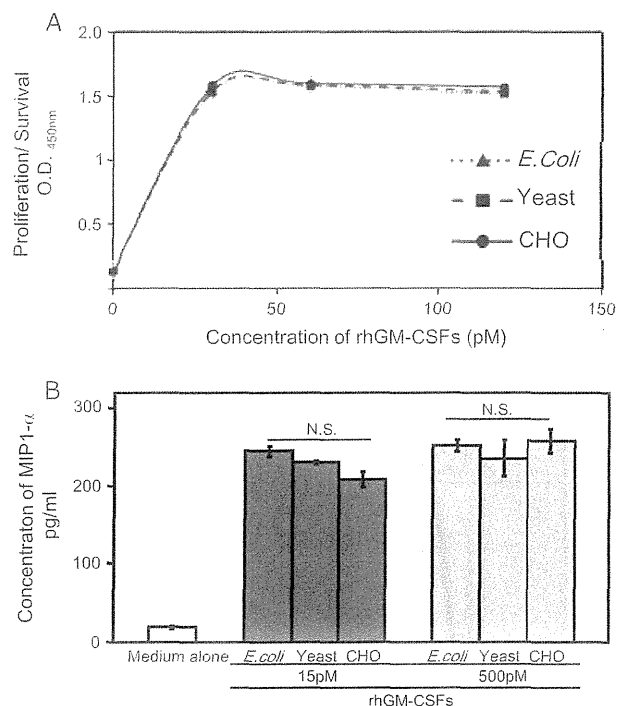 A
Proliferation/ Survival
O.D. 450nm
2.0
1.5
1
0.5
0
50
100
150
E.Coli
Yeast
CHO
Concentration of rhGM-CSFs (pM)
B
Concentraton of MIP1-α
pg/ml
300
200
100
0
N.S.
N.S.
Medium alone
E.coli Yeast CHO
E.coli Yeast CHO
15pM
500pM
rhGM-CSFs